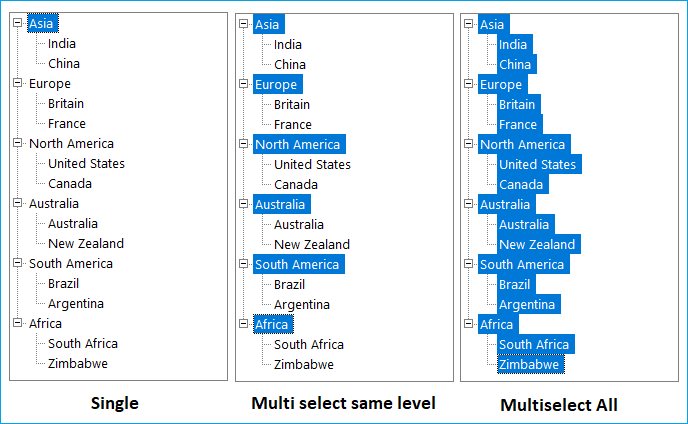 Asia
India
China
Europe
Britain
France
North America
United States
Canada
Australia
Australia
New Zealand
South America
Brazil
Argentina
Africa
South Africa
Zimbabwe
Single
Asia
India
China
Europe
Britain
France
North America
United States
Canada
Australia
Australia
New Zealand
South America
Brazil
Argentina
Africa
South Africa
Zimbabwe
Multi select same level
Asia
India
China
Europe
Britain
France
North America
United States
Canada
Australia
Australia
New Zealand
South America
Brazil
Argentina
Africa
South Africa
Zimbabwe
Multiselect All